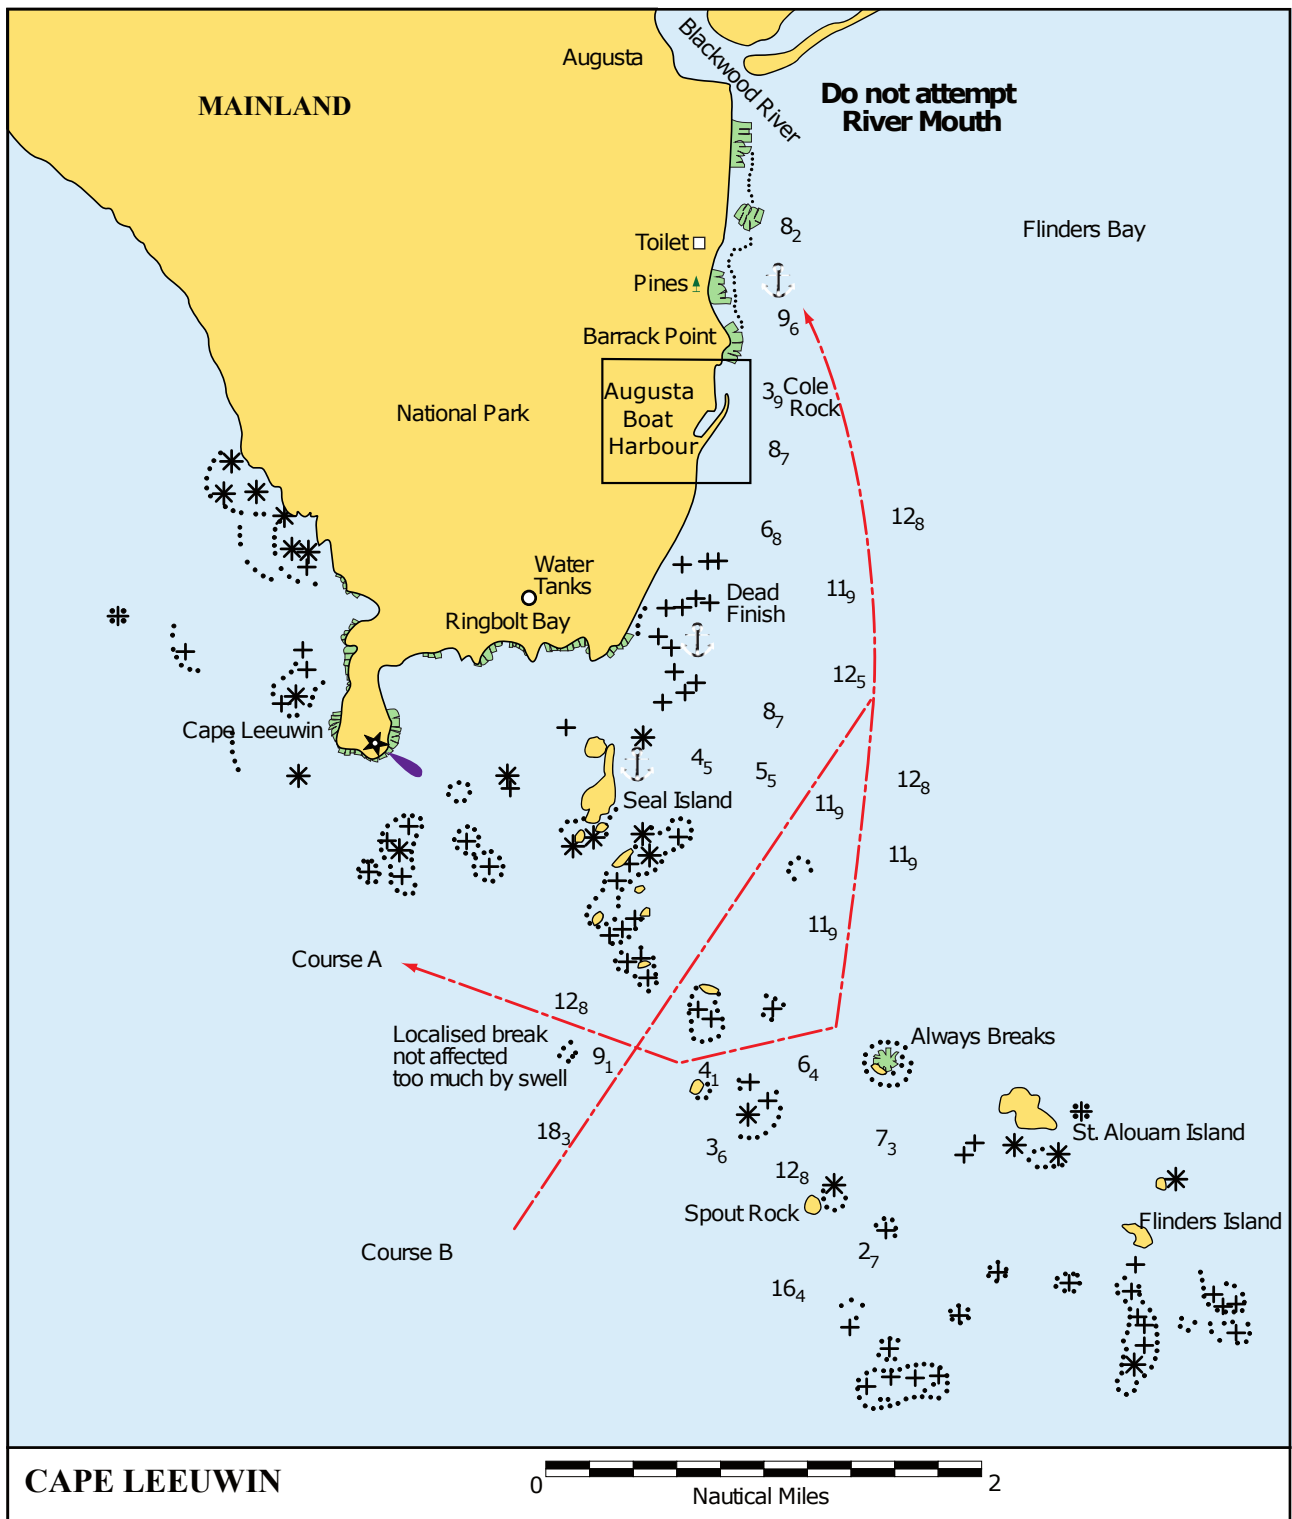 Augusta
Blackwood River
MAINLAND
Do not attempt
River Mouth
8₂
Flinders Bay
Toilet
Pines
9₆
Barrack Point
Augusta
Boat
Harbour
3₉
Cole
Rock
National Park
8₇
12₈
6₈
Water
Tanks
Dead
Finish
11₉
Ringbolt Bay
12₅
8₇
Cape Leeuwin
4₅
5₅
12₈
Seal Island
11₉
11₉
11₉
Course A
12₈
Localised break
not affected
too much by swell
9₁
4₁
6₄
Always Breaks
18₃
3₆
7₃
St. Alouarn Island
12₈
Spout Rock
Flinders Island
Course B
2₇
16₄
CAPE LEEUWIN
0
2
Nautical Miles